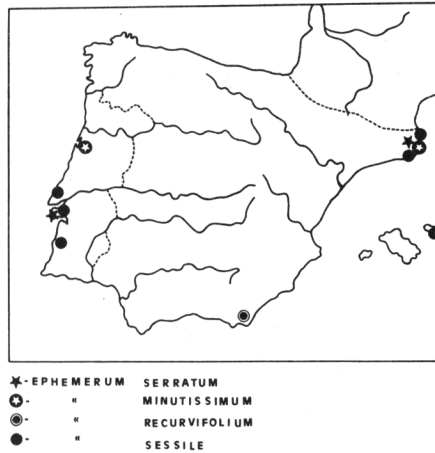 -EPHEMERUM SERRATUM
- « MINUTISSIMUM
- « RECURVIFOLIUM
- « SESSILE